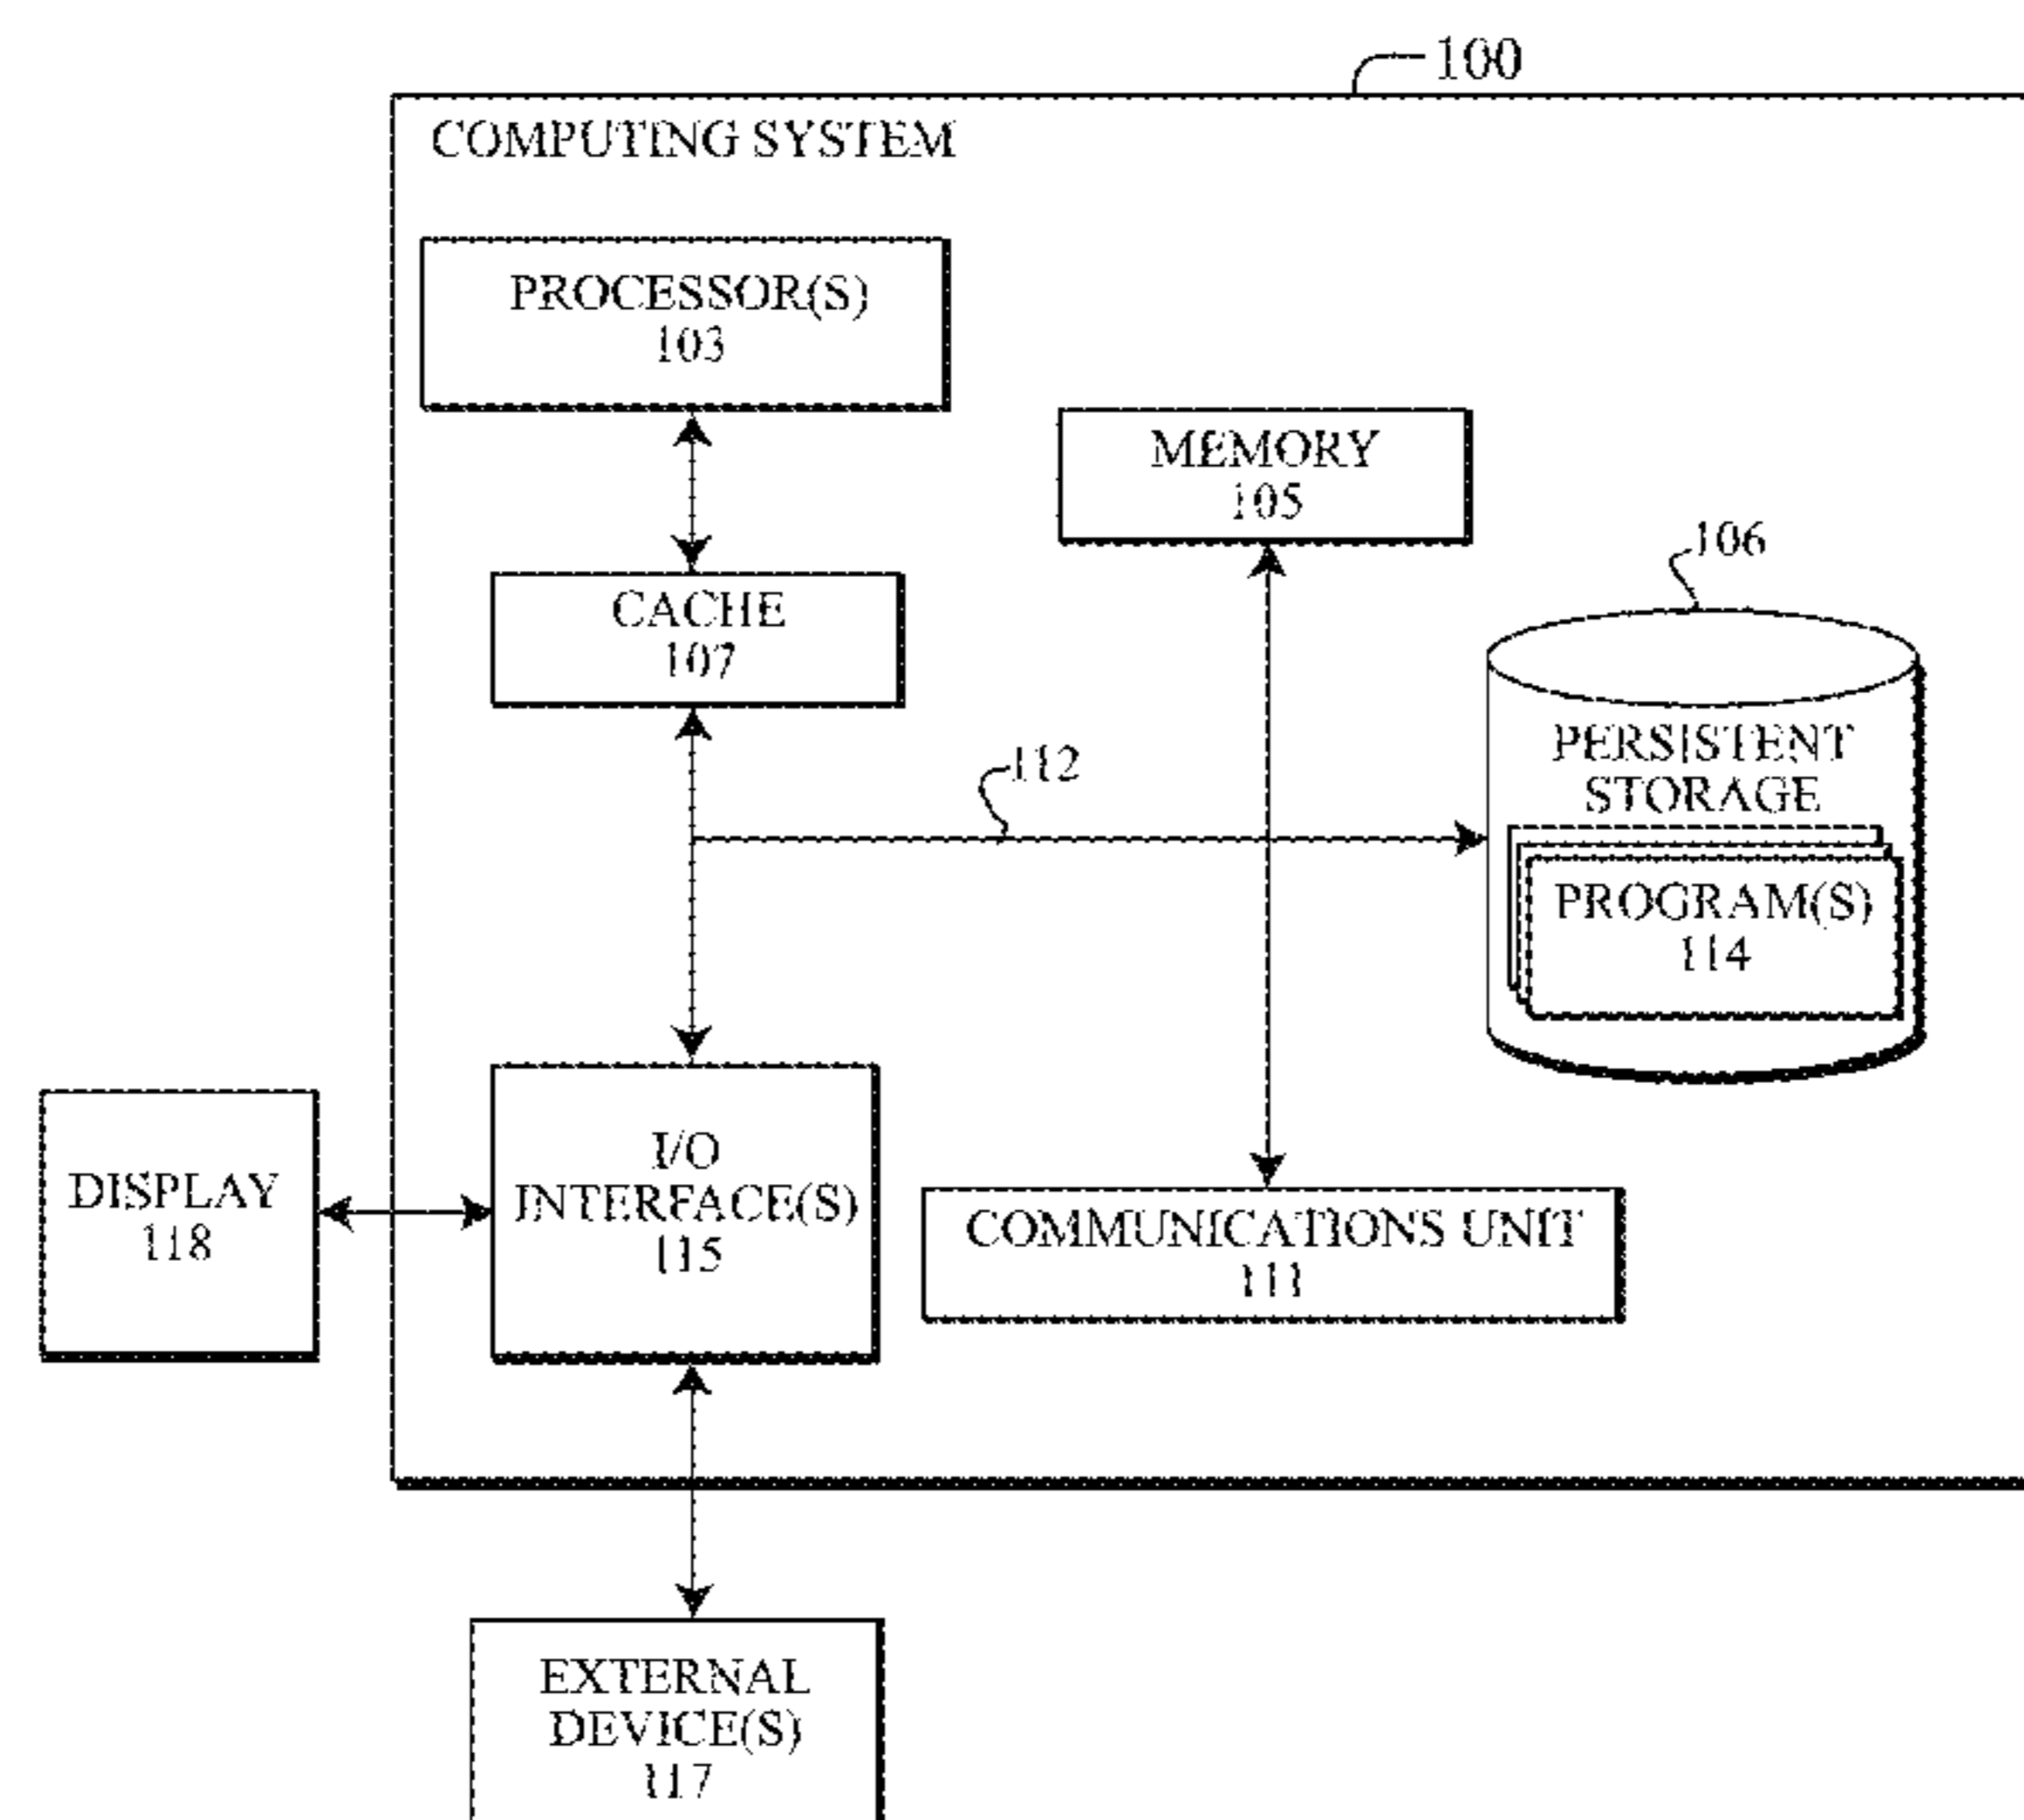 100
COMPUTING SYSTEM
PROCESSOR(S)
103
MEMORY
105
106
CACHE
107
112
PERSISTENT
STORAGE
PROGRAM(S)
114
I/O
INTERFACE(S)
115
DISPLAY
118
COMMUNICATIONS UNIT
111
EXTERNAL
DEVICE(S)
117